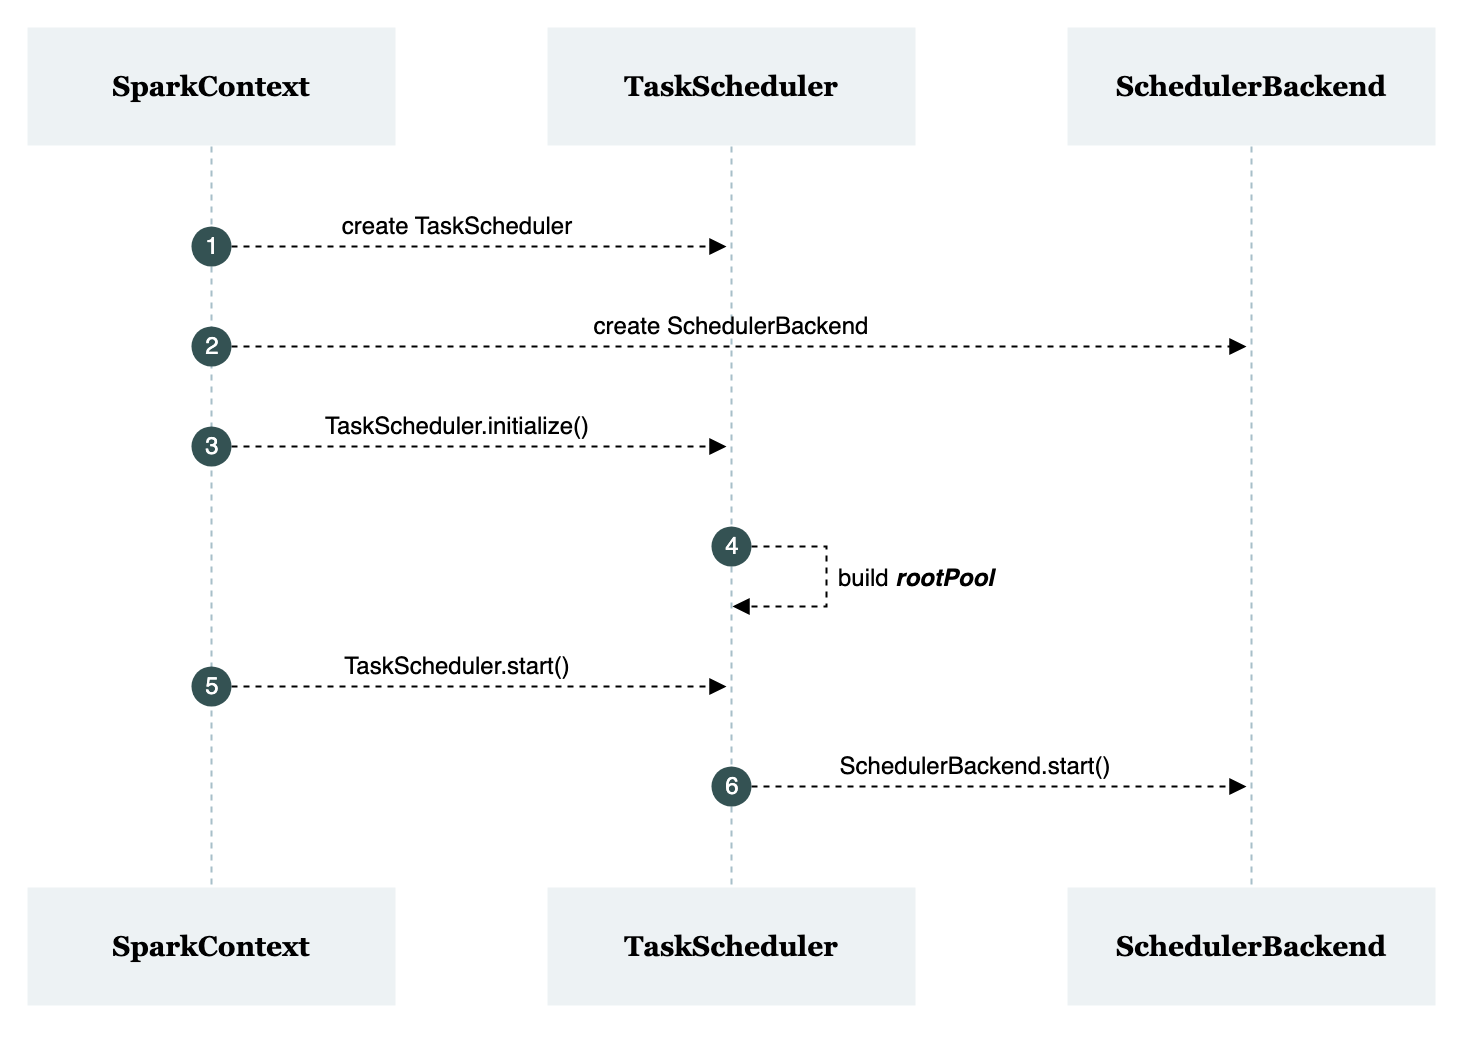 SparkContext
TaskScheduler
SchedulerBackend
1
create TaskScheduler
2
create SchedulerBackend
3
TaskScheduler.initialize()
4
build rootPool
5
TaskScheduler.start()
6
SchedulerBackend.start()
SparkContext
TaskScheduler
SchedulerBackend